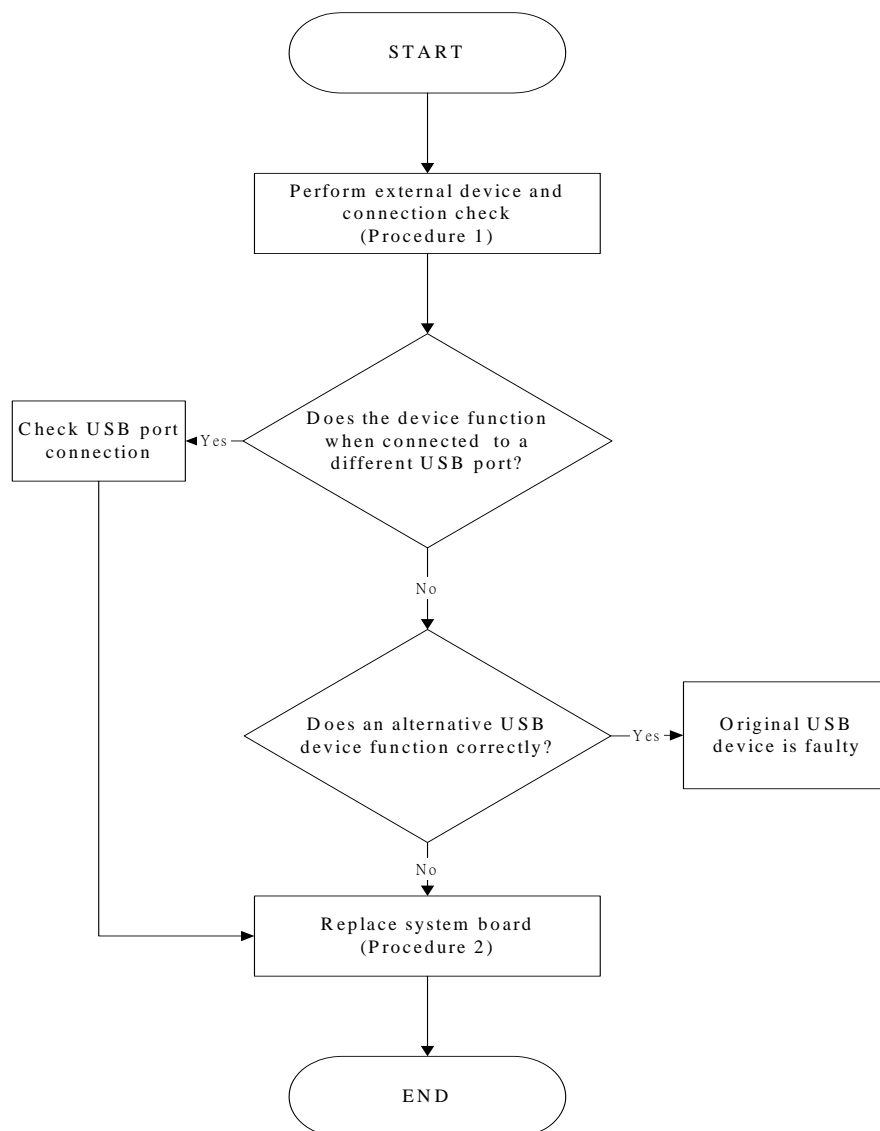 START
Perform external device and
connection check
(Procedure 1)
Does the device function
when connected to a
different USB port?
Yes
Check USB port
connection
No
Does an alternative USB
device function correctly?
Yes
Original USB
device is faulty
No
Replace system board
(Procedure 2)
END